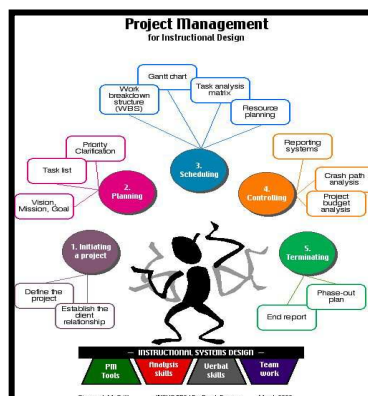 Project Management
for Instructional Design
Gantt chart
Work
breakdown
structure
(WBS)
Task analysis
matrix
Resource
planning
Priority
Clarification
Task list
Vision,
Mission, Goal
3.
Scheduling
2.
Planning
Reporting
systems
Crash path
analysis
Project
budget
analysis
4.
Controlling
1. Initiating
a project
Define the
project
Establish the
client
relationship
5.
Terminating
Phase-out
plan
End report
— INSTRUCTIONAL SYSTEMS DESIGN —
PM
Tools
Analysis
skills
Verbal
skills
Team
work